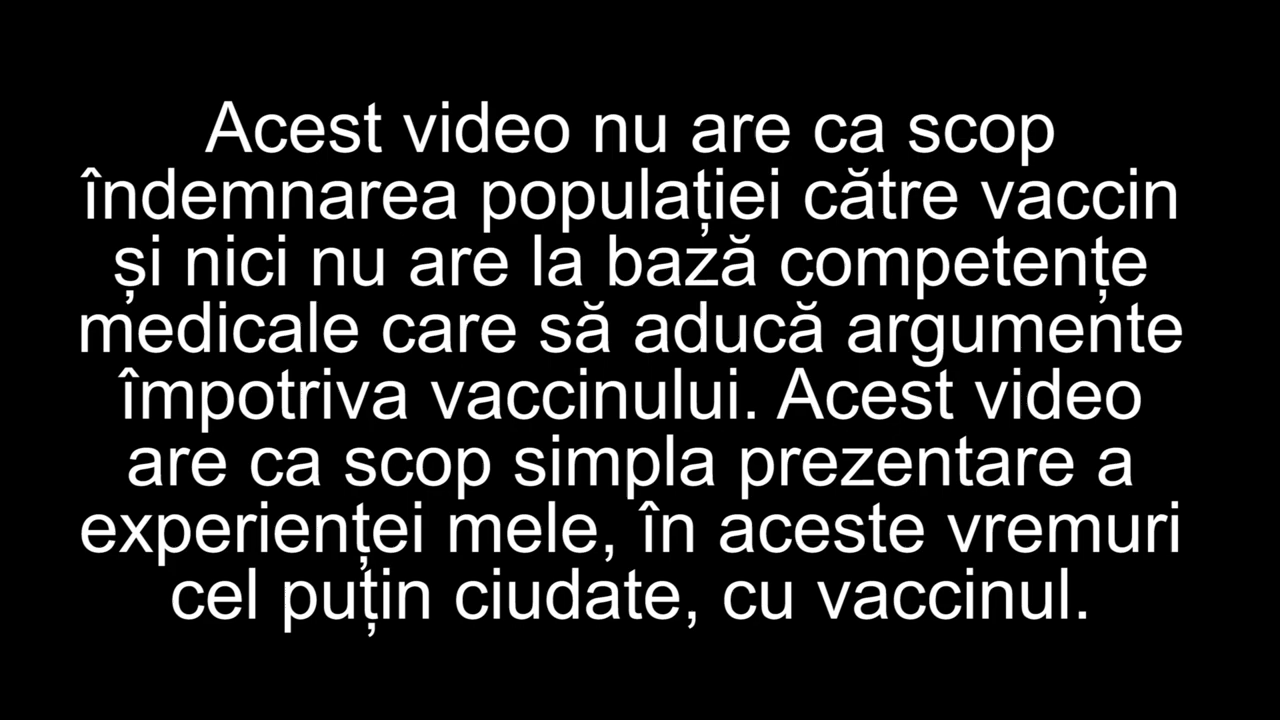 Acest video nu are ca scop
îndemnarea populației către vaccin
și nici nu are la bază competențe
medicale care să aducă argumente
împotriva vaccinului. Acest video
are ca scop simpla prezentare a
experienței mele, în aceste vremuri
cel puțin ciudate, cu vaccinul.